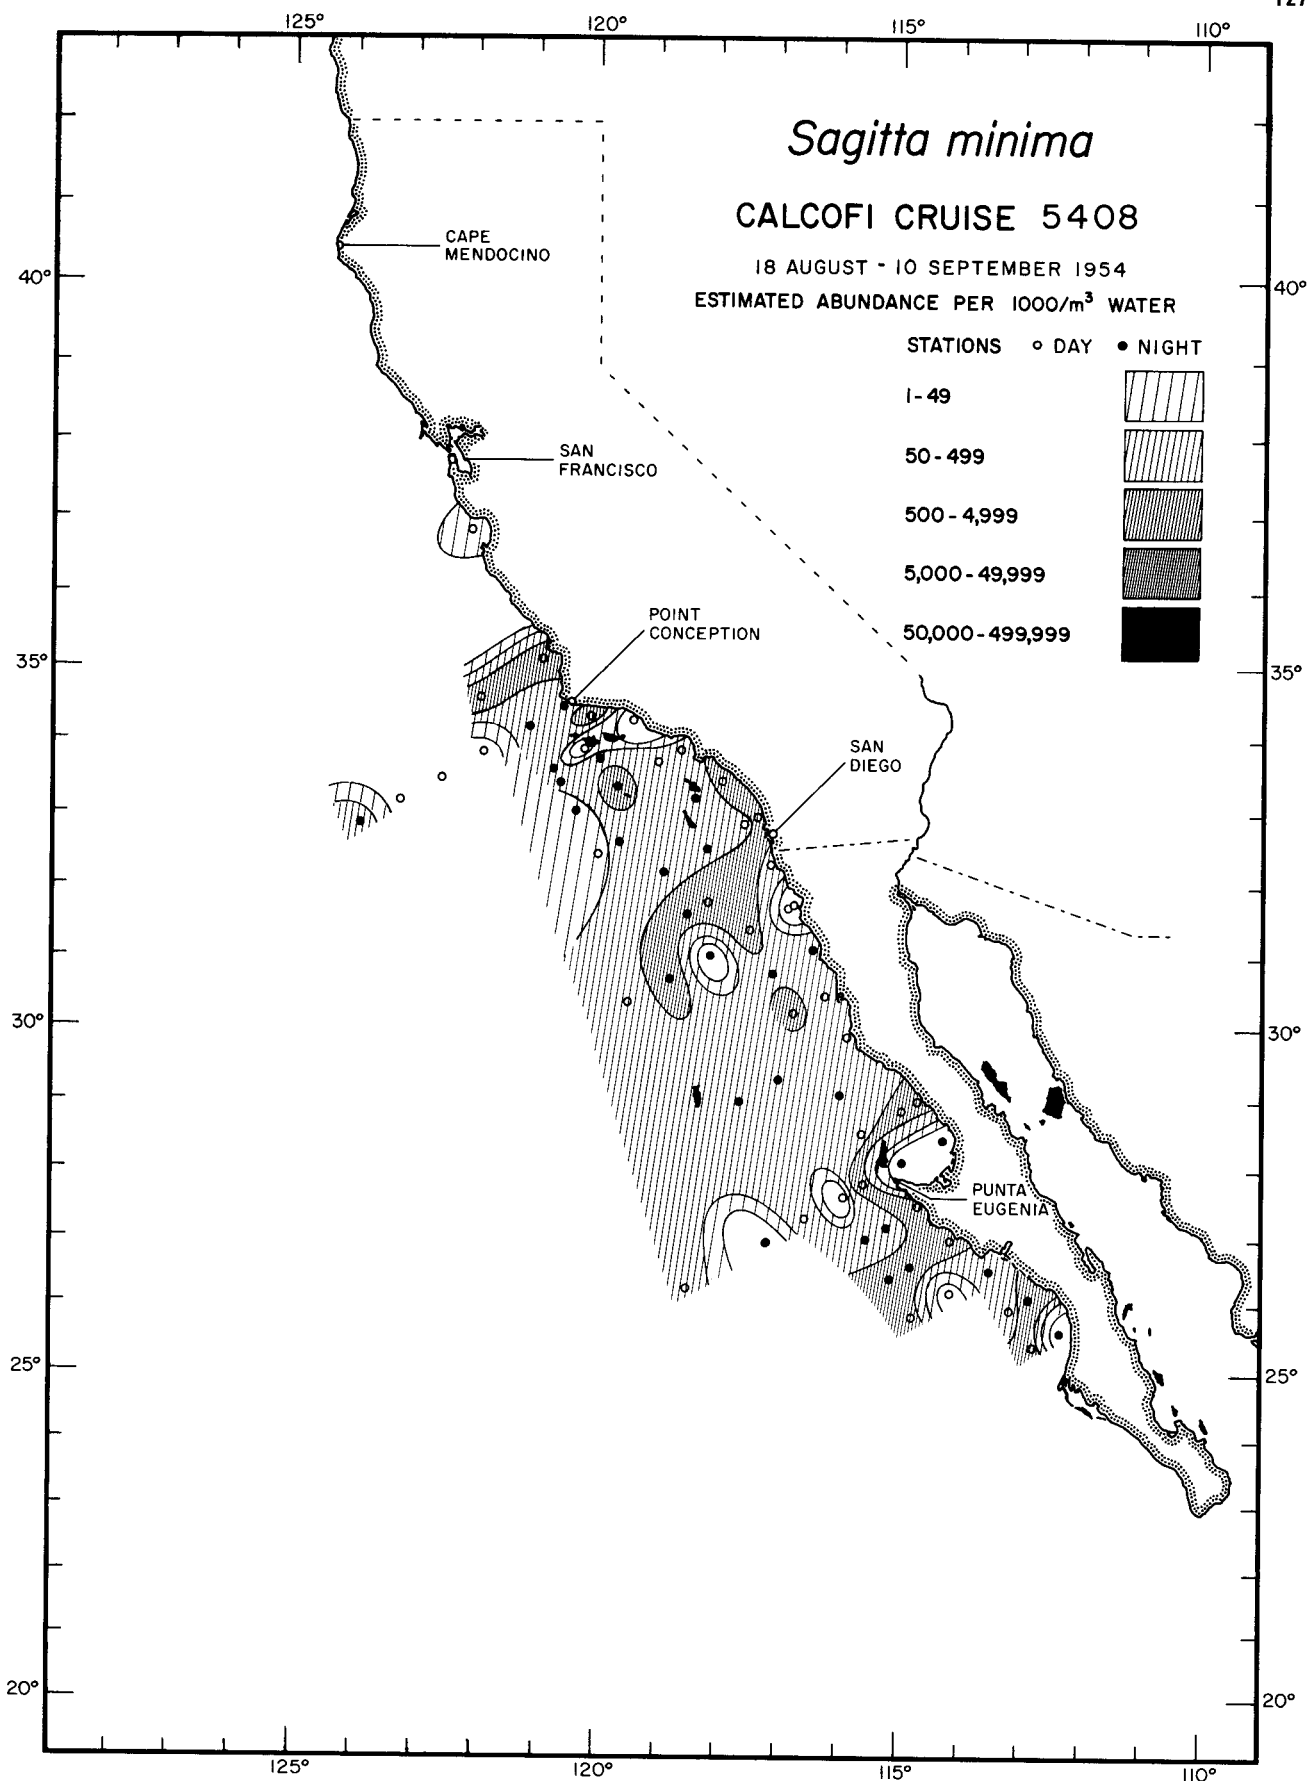 127
125° 120° 115° 110°
Sagitta minima
CALCOFI CRUISE 5408
18 AUGUST - 10 SEPTEMBER 1954
ESTIMATED ABUNDANCE PER 1000/m³ WATER
STATIONS ○ DAY ● NIGHT
1-49
50-499
500-4,999
5,000-49,999
50,000-499,999
CAPE
MENDOCINO
40° 40°
SAN
FRANCISCO
POINT
CONCEPTION
35° 35°
SAN
DIEGO
30° 30°
PUNTA
EUGENIA
25° 25°
20° 20°
125° 120° 115° 110°